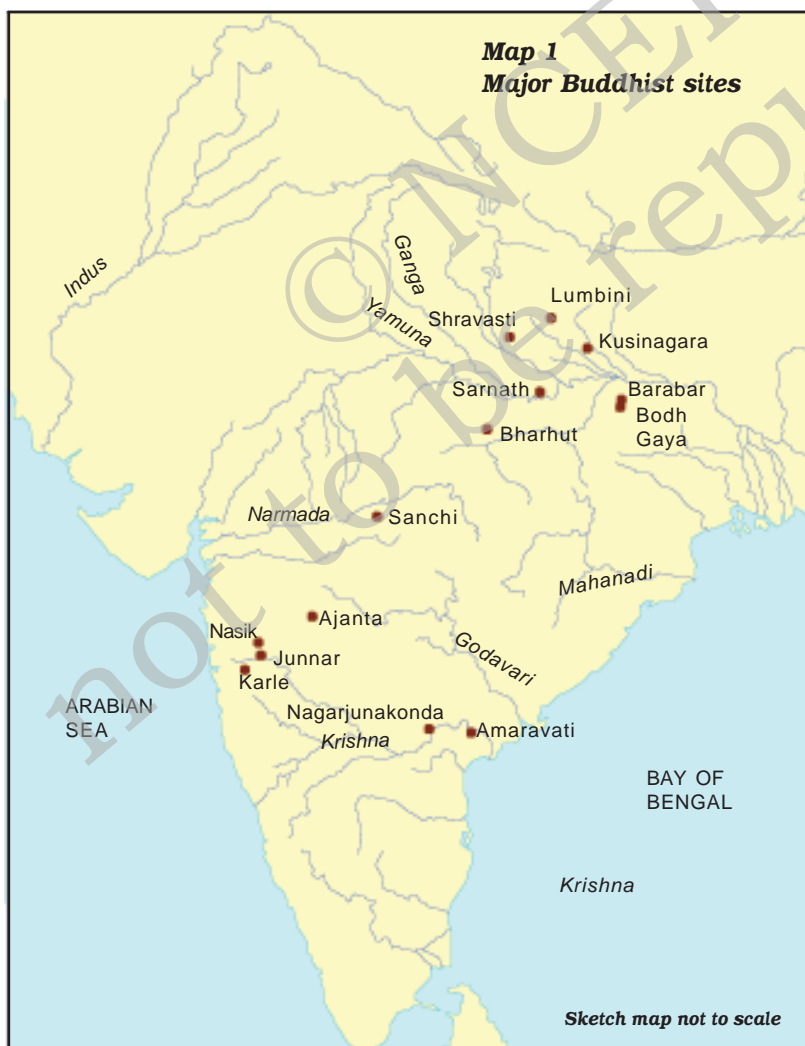 Map 1
Major Buddhist sites
Indus
Ganga
Yamuna
Lumbini
Shravasti
Kusinagara
Sarnath
Barabar
Bodh
Gaya
Bharhut
Narmada
Sanchi
Mahanadi
Ajanta
Nasik
Junnar
Karle
Godavari
ARABIAN
SEA
Nagarjunakonda
Krishna
Amaravati
BAY OF
BENGAL
Krishna
Sketch map not to scale
© NCE
not to be repu